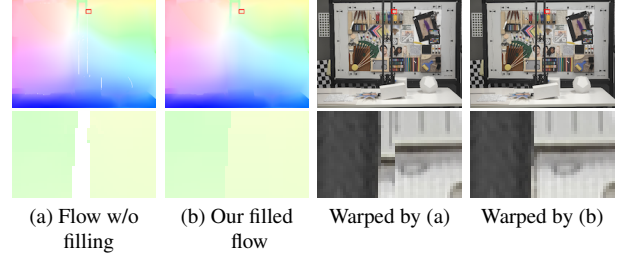 (a) Flow w/o
filling
(b) Our filled
flow
Warped by (a)
Warped by (b)